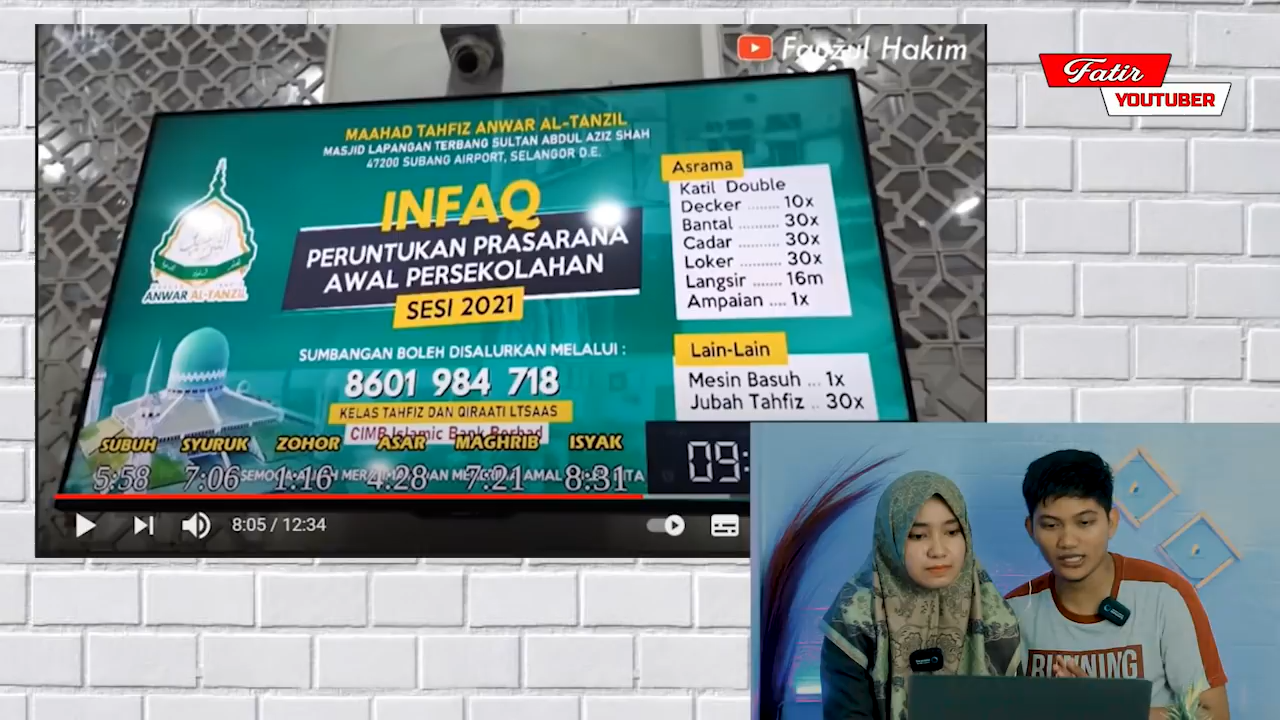 Fauzul Hakim
Fatir
YOUTUBER
MAAHAD TAHFIZ ANWAR AL-TANZIL
MASJID LAPANGAN TERBANG SULTAN ABDUL AZIZ SHAH
47200 SUBANG AIRPORT, SELANGOR D.E.
INFAQ
PERUNTUKAN PRASARANA
AWAL PERSEKOLAHAN
SESI 2021
ANWAR AL-TANZIL
SUMBANGAN BOLEH DISALURKAN MELALUI :
8601 984 718
KELAS TAHFIZ DAN QIRAATI LTSAAS
CIMB Islamic Bank Berhad
Asrama
Katil Double
Decker ........ 10x
Bantal ......... 30x
Cadar .......... 30x
Loker .......... 30x
Langsir ....... 16m
Ampaian .... 1x
Lain-Lain
Mesin Basuh ... 1x
Jubah Tahfiz .. 30x
SUBUH SYURUK ZOHOR ASAR MAGHRIB ISYAK
5:58 7:06 1:16 4:28 7:21 8:31
09:
8:05 / 12:34
RUNNING